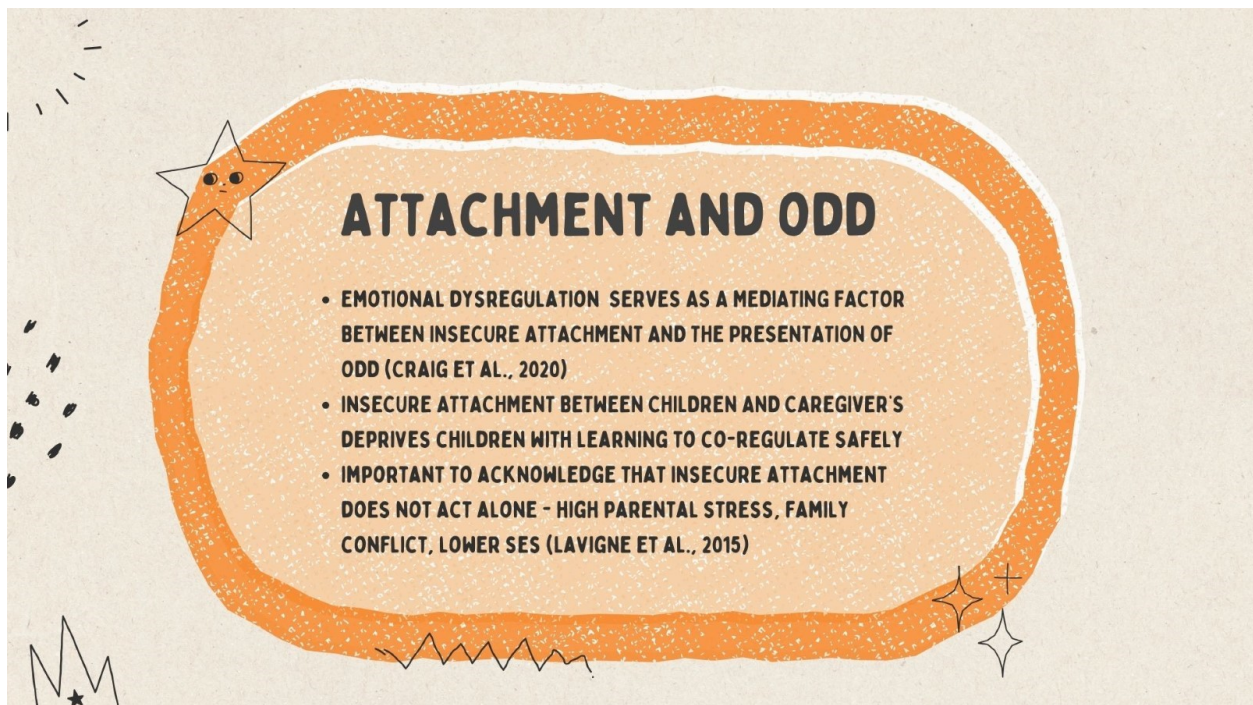 ATTACHMENT AND ODD
• EMOTIONAL DYSREGULATION SERVES AS A MEDIATING FACTOR
BETWEEN INSECURE ATTACHMENT AND THE PRESENTATION OF
ODD (CRAIG ET AL., 2020)
• INSECURE ATTACHMENT BETWEEN CHILDREN AND CAREGIVER'S
DEPRIVES CHILDREN WITH LEARNING TO CO-REGULATE SAFELY
• IMPORTANT TO ACKNOWLEDGE THAT INSECURE ATTACHMENT
DOES NOT ACT ALONE - HIGH PARENTAL STRESS, FAMILY
CONFLICT, LOWER SES (LAVIGNE ET AL., 2015)